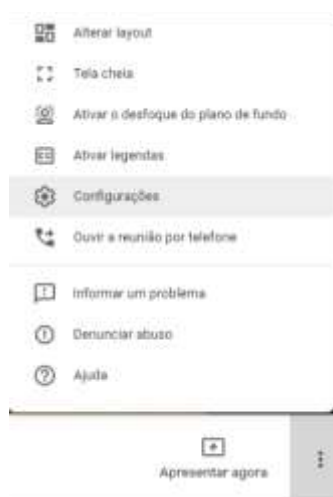 Alterar layout
Tela cheia
Ativar o desfoque do plano de fundo
Ativar legendas
Configurações
Ouvir a reunião por telefone
Informar um problema
Denunciar abuso
Ajuda
Apresentar agora